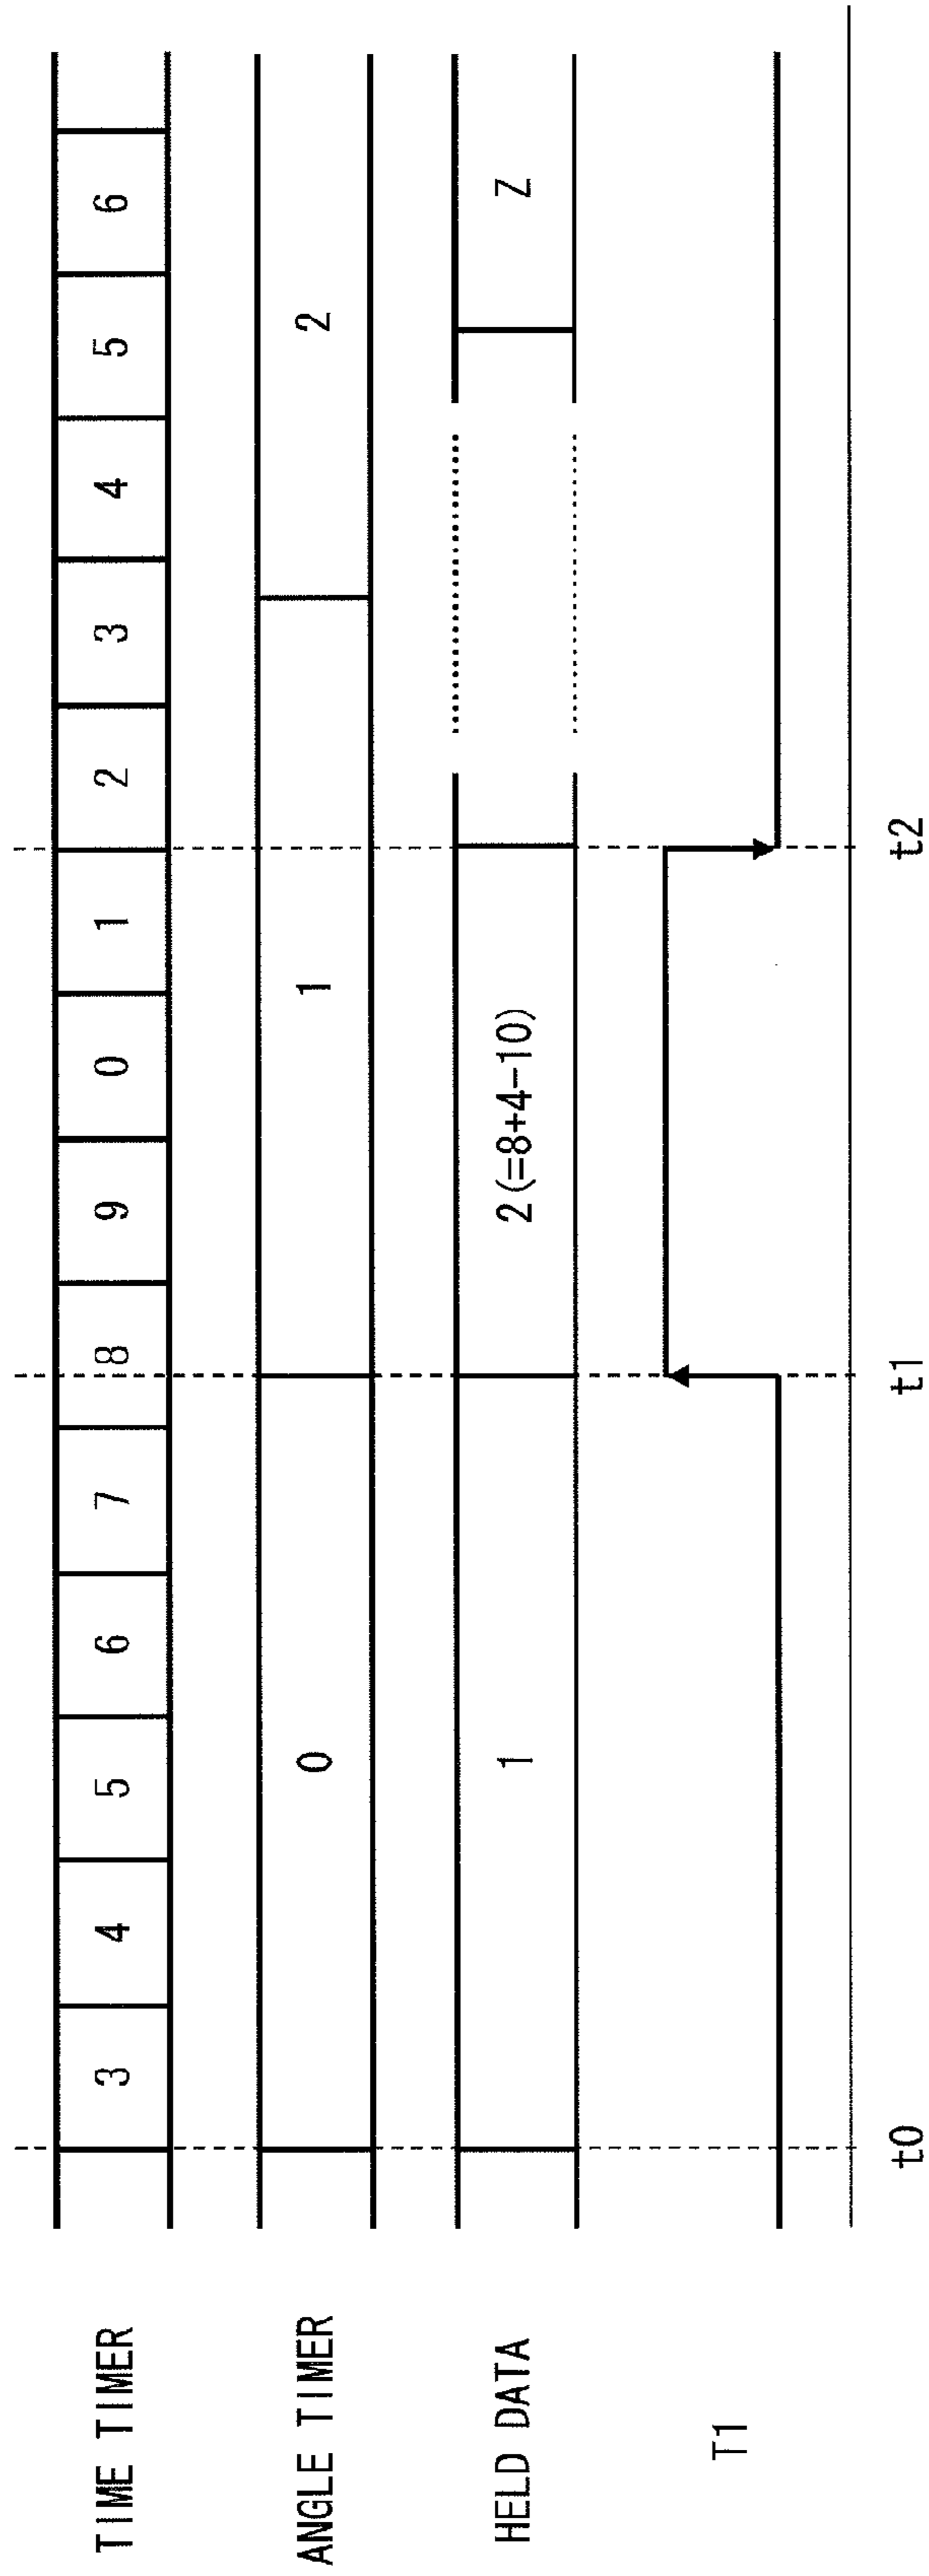 TIME TIMER 3 4 5 6 7 8 9 0 1 2 3 4 5 6
ANGLE TIMER 0 1 2
HELD DATA 1 2(=8+4-10) Z
T1
t0 t1 t2